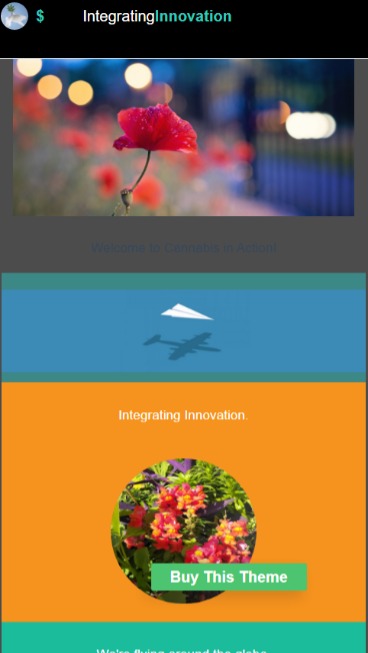 $ IntegratingInnovation
Welcome to Cannabis in Action!
Integrating Innovation.
Buy This Theme
We're flying around the globe